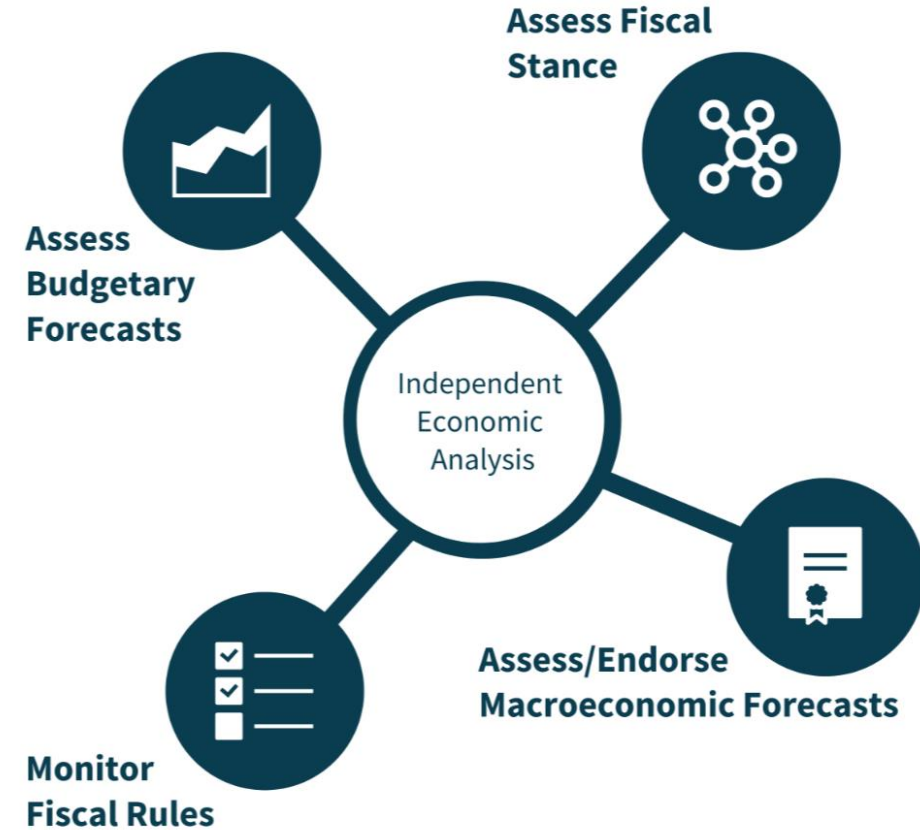 Assess Fiscal
Stance
Assess
Budgetary
Forecasts
Independent
Economic
Analysis
Assess/Endorse
Macroeconomic Forecasts
Monitor
Fiscal Rules